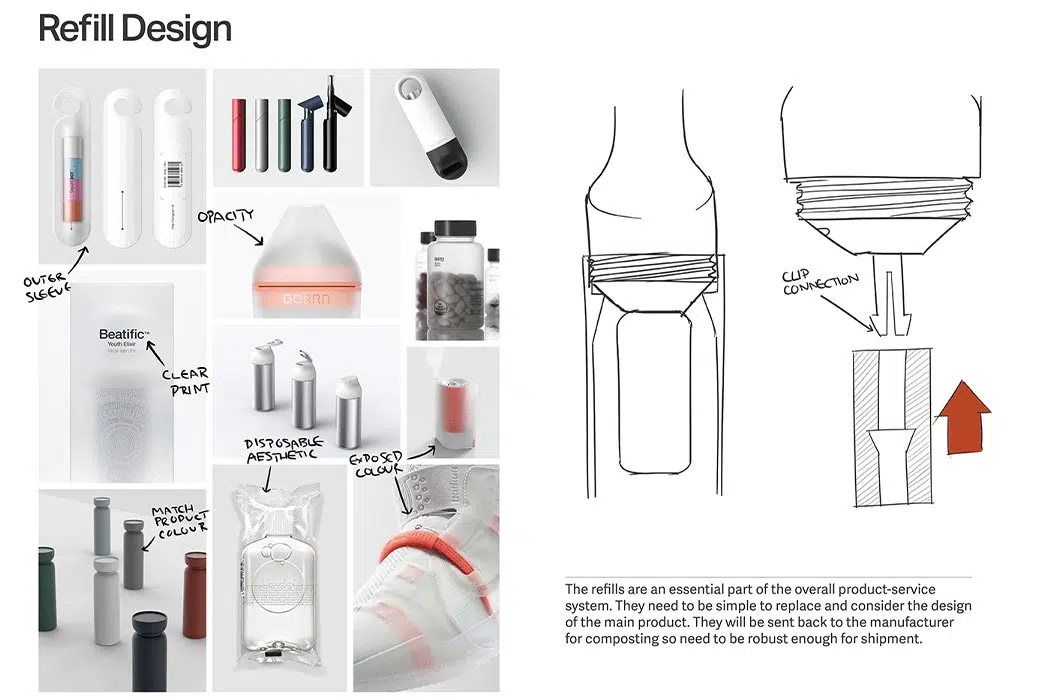 Refill Design
OPACITY
BORRN
OUTER
SLEEVE
Beatific™
Youth Elixir
face serum
CLEAR
PRINT
DISPOSABLE
AESTHETIC
EXPOSED
COLOUR
MATCH
PRODUCT
COLOUR
CLIP
CONNECTION
The refills are an essential part of the overall product-service
system. They need to be simple to replace and consider the design
of the main product. They will be sent back to the manufacturer
for composting so need to be robust enough for shipment.